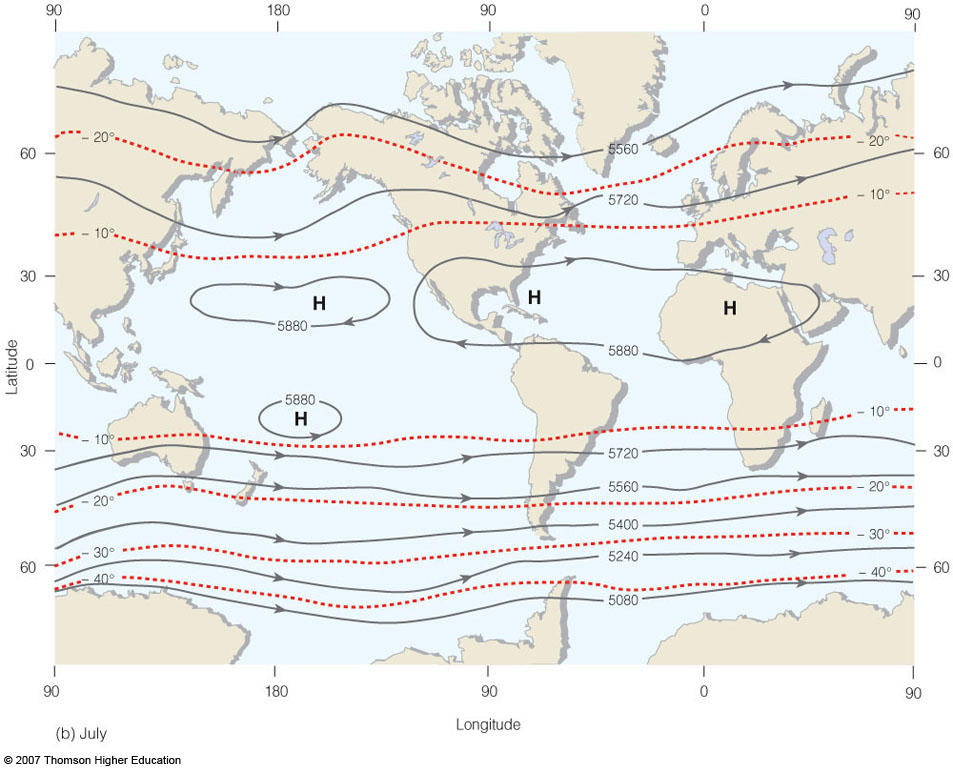 90 180 90 0 90
5560
– 20° – 20°
60 60
5720
– 10°
– 10°
30 30
H H H
5880
5880
Latitude
0 0
5880
H
– 10°
– 10°
30 5720 30
5560 – 20°
– 20°
5400
– 30°
– 30° 5240
60 – 40° 60
– 40°
5080
90 180 90 0 90
Longitude
(b) July
© 2007 Thomson Higher Education